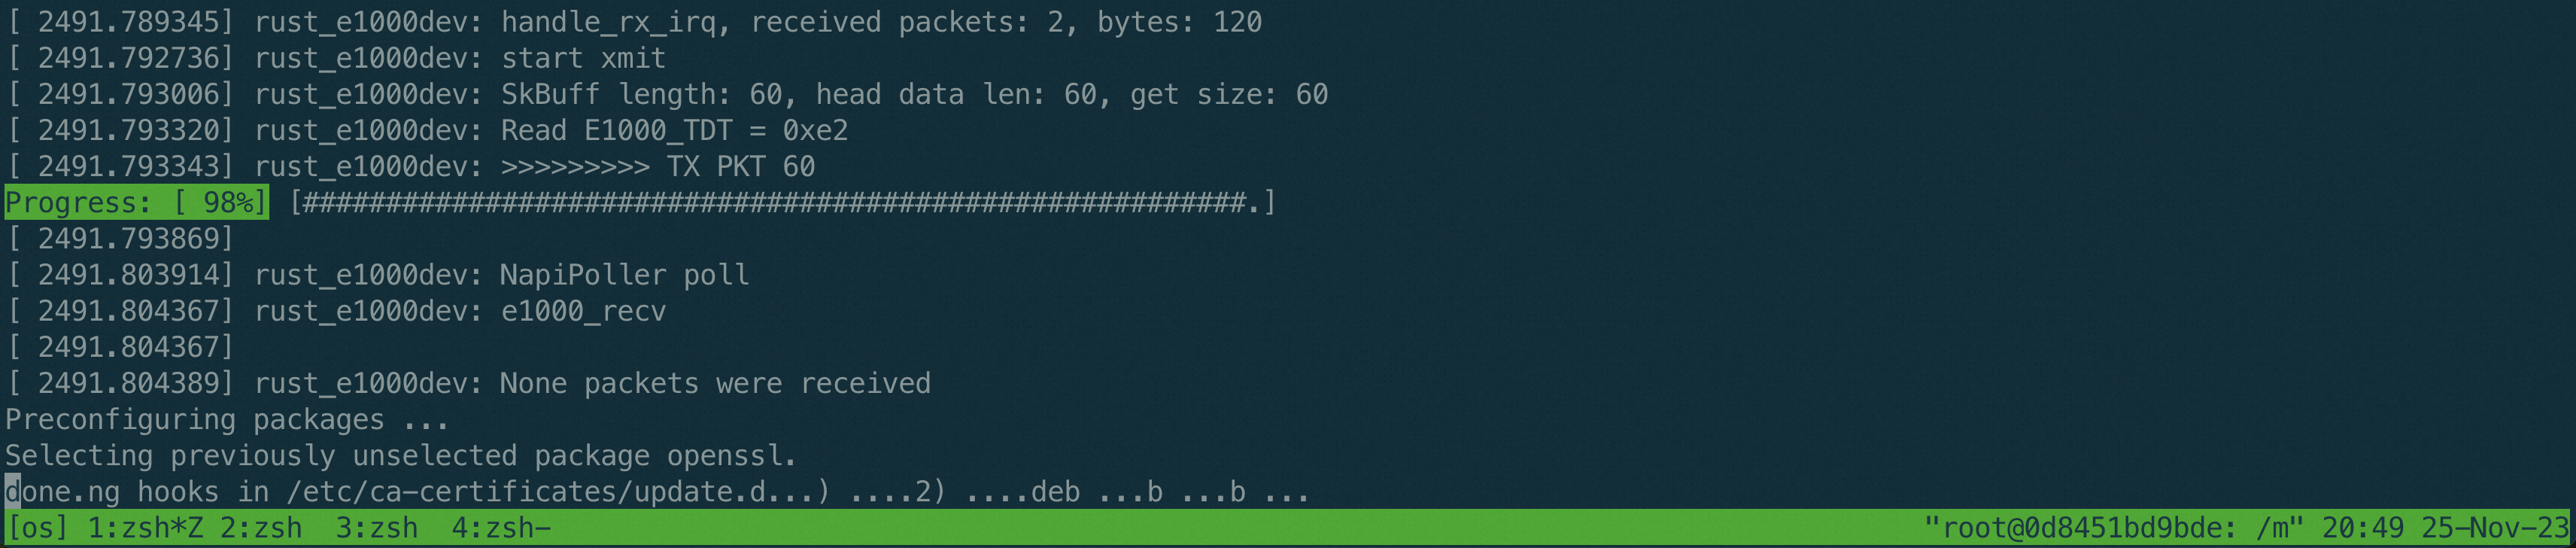 [ 2491.789345] rust_e1000dev: handle_rx_irq, received packets: 2, bytes: 120
[ 2491.792736] rust_e1000dev: start xmit
[ 2491.793006] rust_e1000dev: SkBuff length: 60, head data len: 60, get size: 60
[ 2491.793320] rust_e1000dev: Read E1000_TDT = 0xe2
[ 2491.793343] rust_e1000dev: >>>>>>>>> TX PKT 60
Progress: [ 98%] [#########################################################.]
[ 2491.793869]
[ 2491.803914] rust_e1000dev: NapiPoller poll
[ 2491.804367] rust_e1000dev: e1000_recv
[ 2491.804367]
[ 2491.804389] rust_e1000dev: None packets were received
Preconfiguring packages ...
Selecting previously unselected package openssl.
done.ng hooks in /etc/ca-certificates/update.d...) ....2) ....deb ...b ...b ...
[os] 1:zsh*Z 2:zsh  3:zsh  4:zsh- "root@0d8451bd9bde: /m" 20:49 25-Nov-23